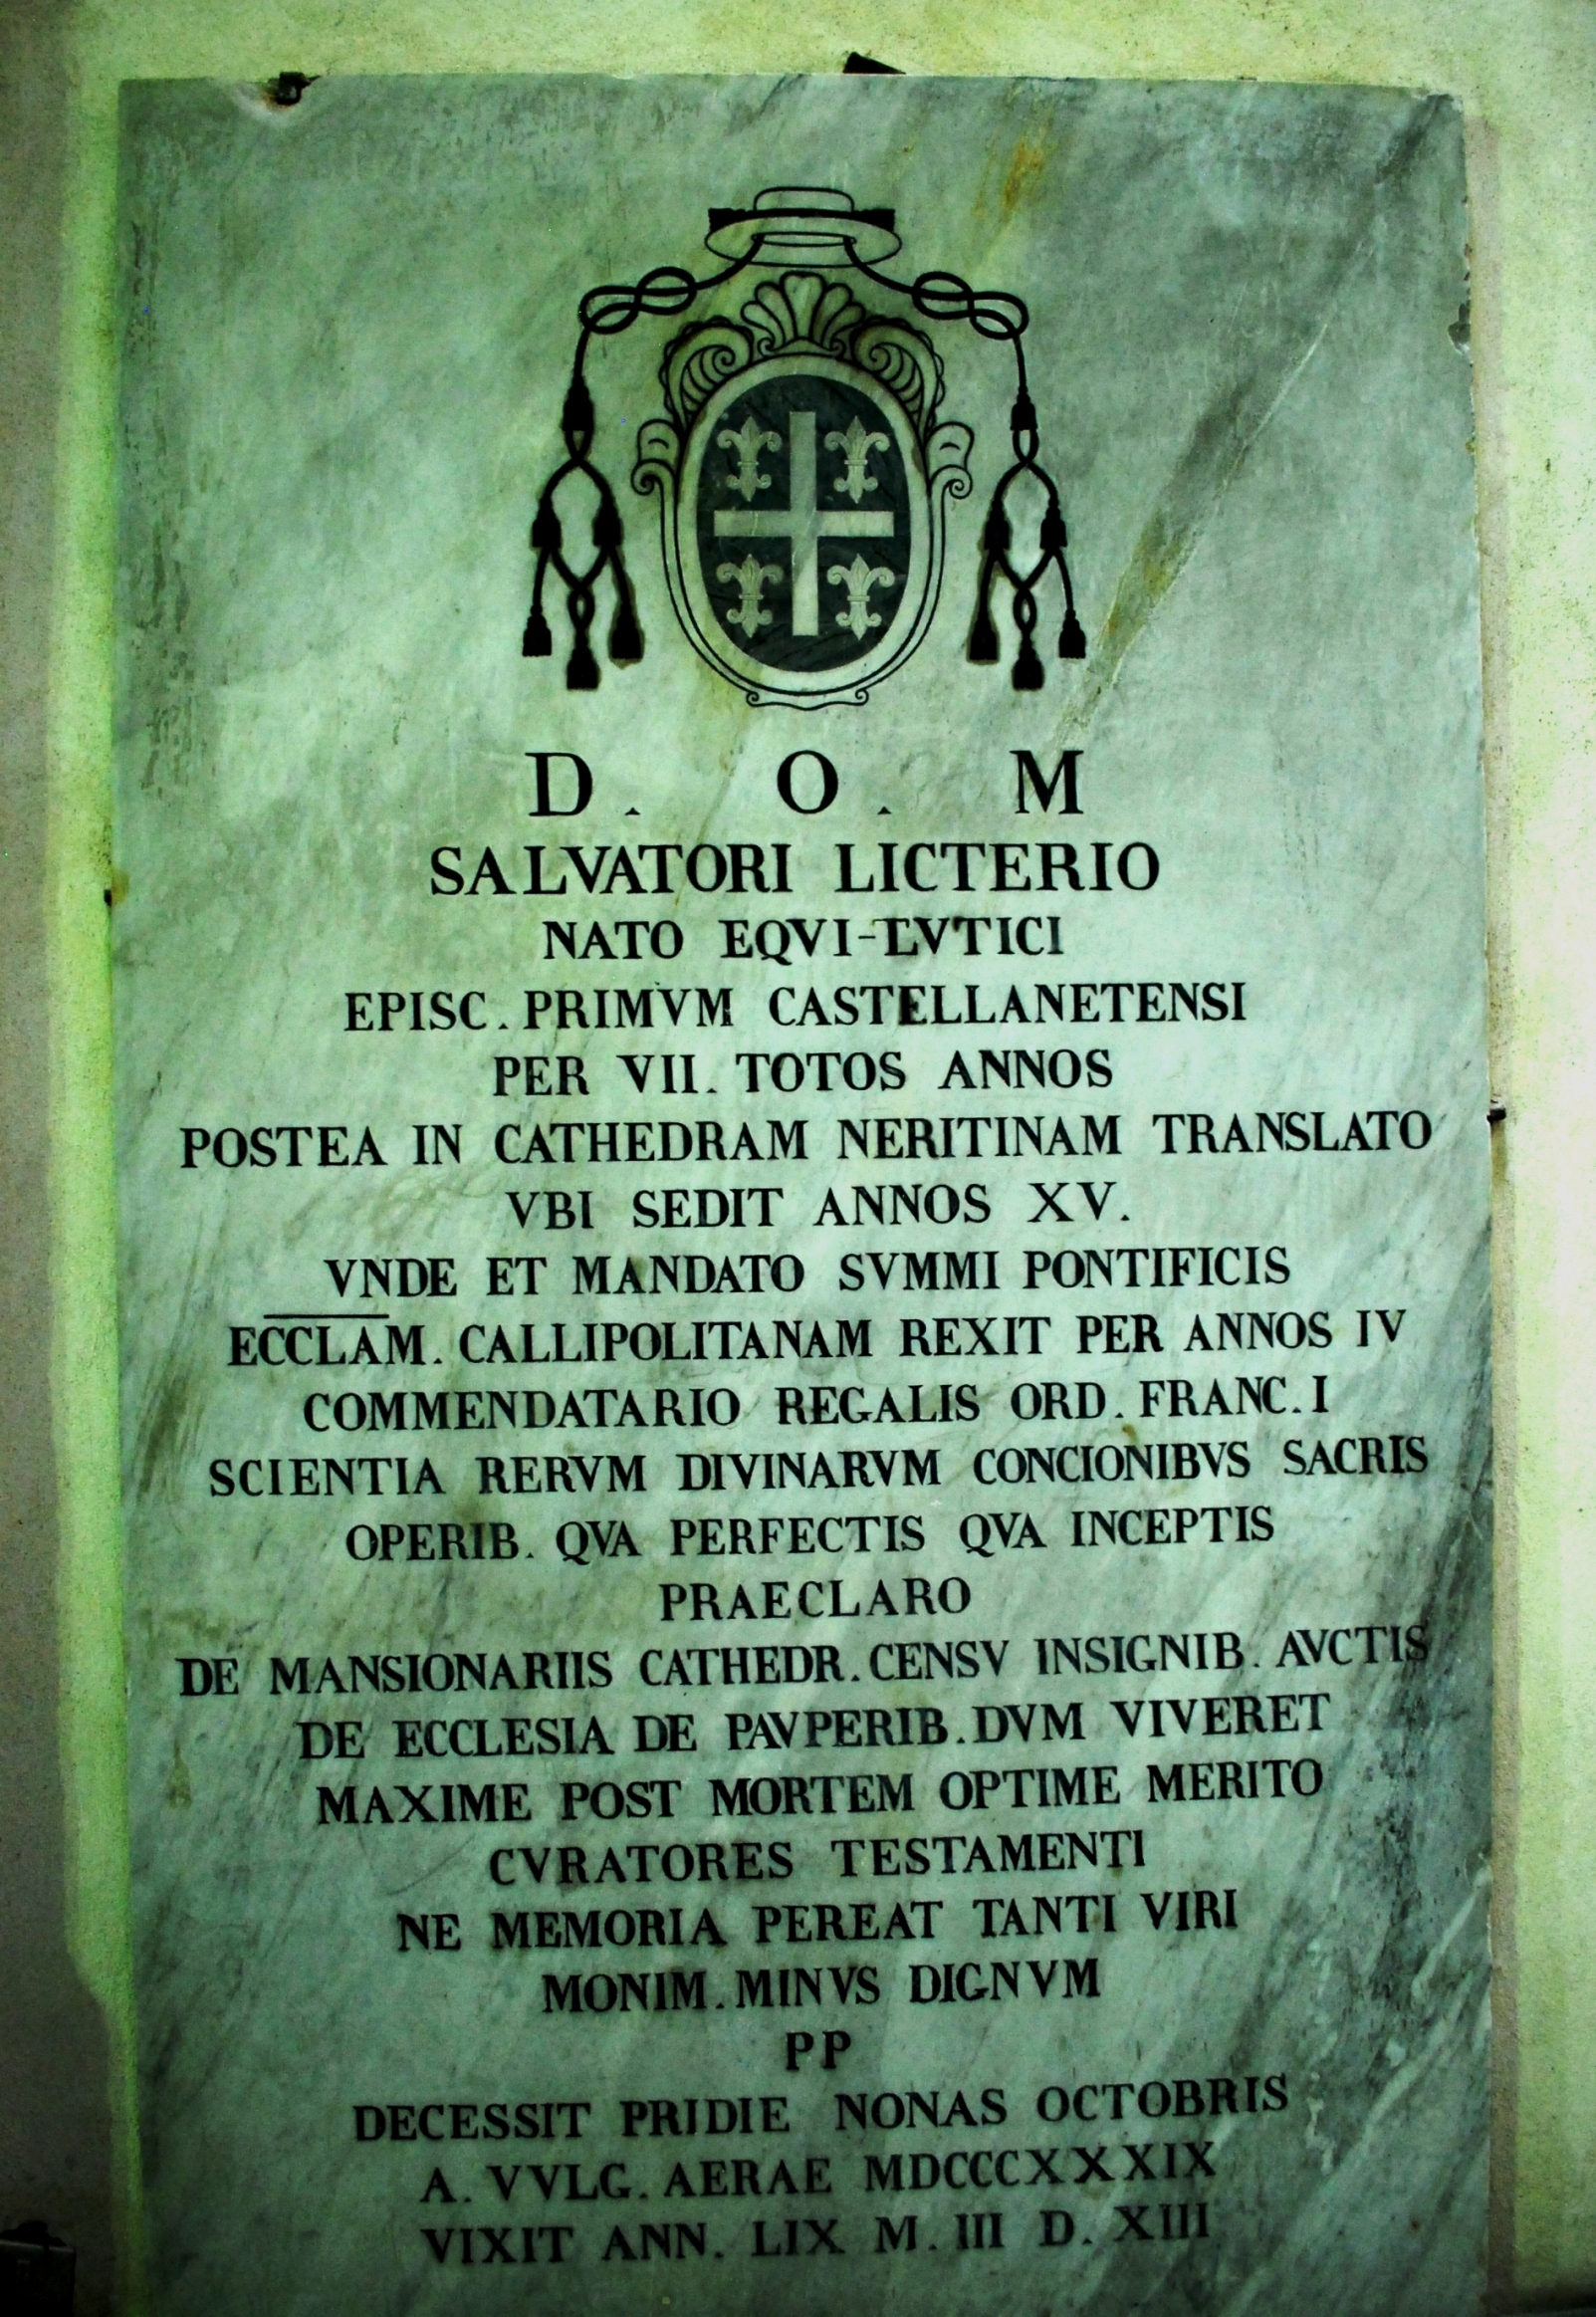 D. O. M
SALVATORI LICTERIO
NATO EQVI-LVTICI
EPISC. PRIMVM CASTELLANETENSI
PER VII. TOTOS ANNOS
POSTEA IN CATHEDRAM NERITINAM TRANSLATO
VBI SEDIT ANNOS XV.
VNDE ET MANDATO SVMMI PONTIFICIS
ECCLAM. CALLIPOLITANAM REXIT PER ANNOS IV
COMMENDATARIO REGALIS ORD. FRANC. I
SCIENTIA RERVM DIVINARVM CONCIONIBVS SACRIS
OPERIB. QVA PERFECTIS QVA INCEPTIS
PRAECLARO
DE MANSIONARIIS CATHEDR. CENSV INSIGNIB. AVCTIS
DE ECCLESIA DE PAVPERIB. DVM VIVERET
MAXIME POST MORTEM OPTIME MERITO
CVRATORES TESTAMENTI
NE MEMORIA PEREAT TANTI VIRI
MONIM. MINVS DIGNVM
PP
DECESSIT PRIDIE NONAS OCTOBRIS
A. VVLG. AERAE MDCCCXXXIX
VIXIT ANN. LIX M. III D. XIII